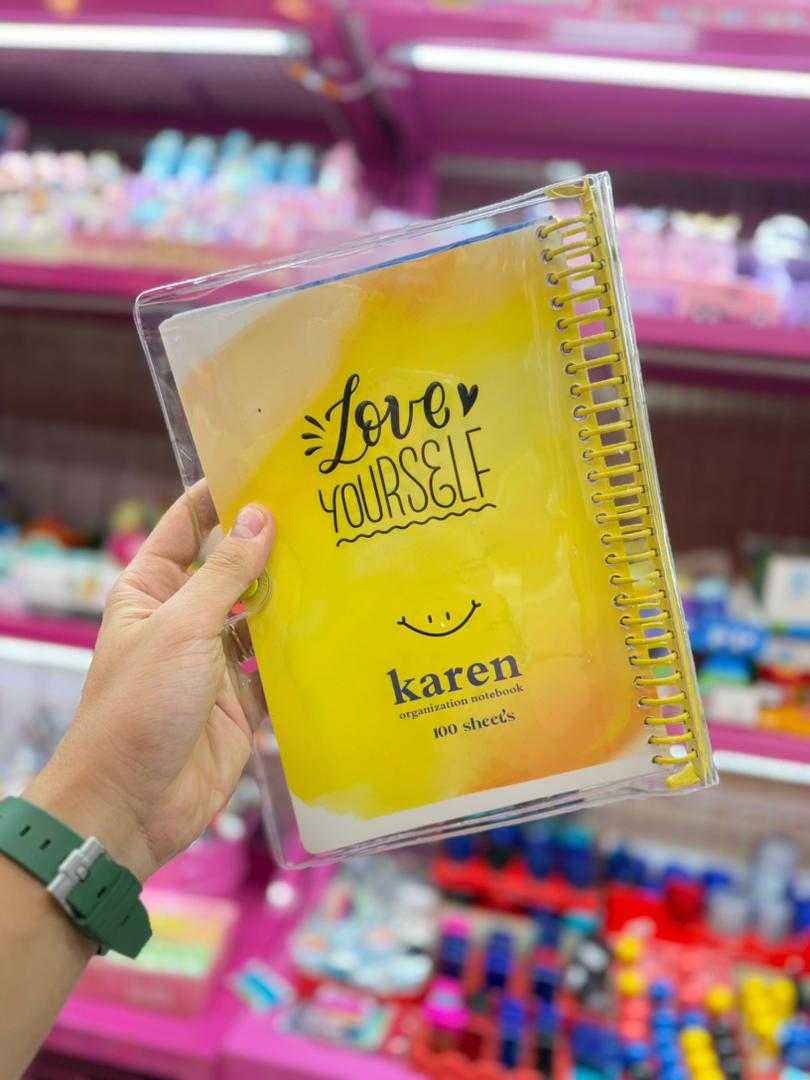 Love
YOURSELF
karen
organization notebook
100 sheets